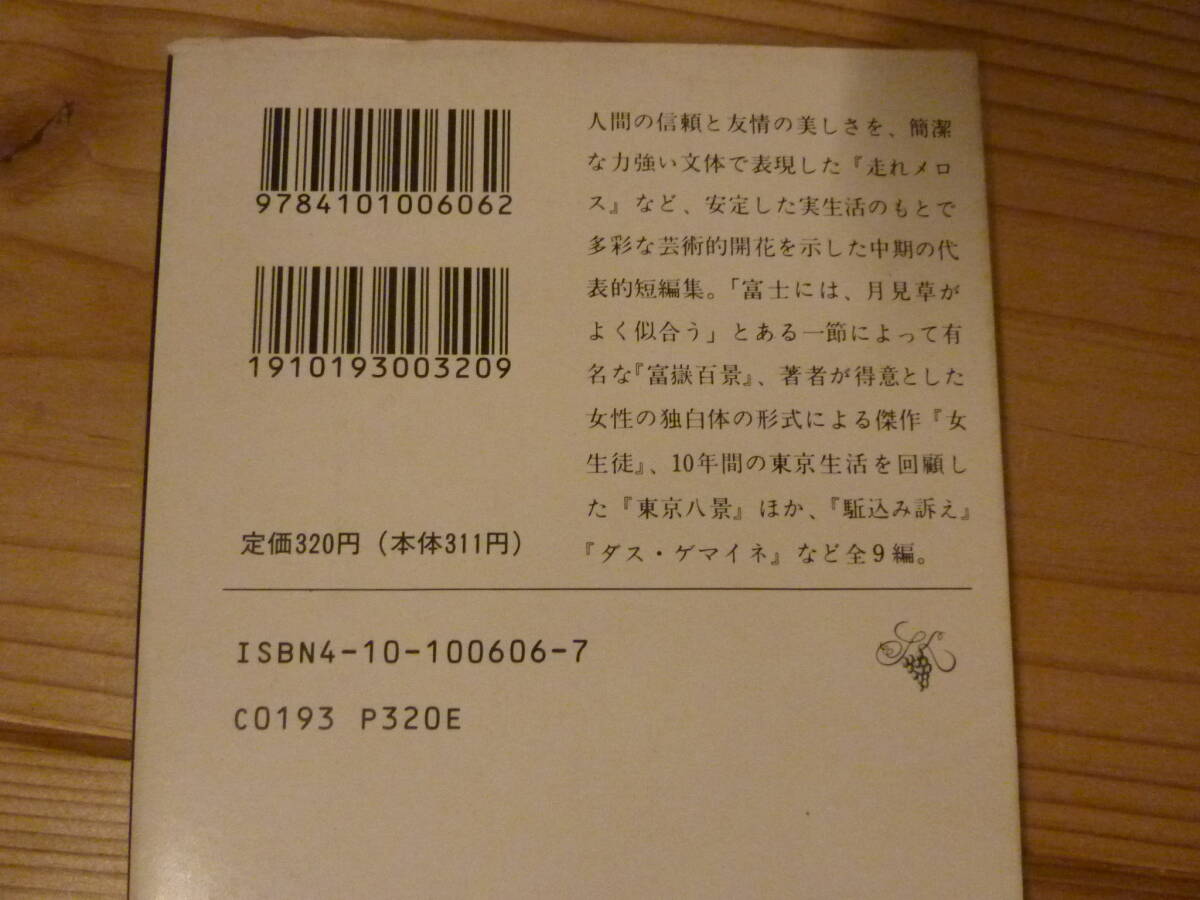 9784101006062
1910193003209
定価320円(本体311円)
人間の信頼と友情の美しさを、簡潔
な力強い文体で表現した『走れメロ
ス』など、安定した実生活のもとで
多彩な芸術的開花を示した中期の代
表的短編集。「富士には、月見草が
よく似合う」とある一節によって有
名な『富嶽百景』、著者が得意とした
女性の独白体の形式による傑作『女
生徒』、10年間の東京生活を回顧し
た『東京八景』ほか、『駈込み訴え』
『ダス・ゲマイネ』など全9編。
ISBN4-10-100606-7
C0193 P320E